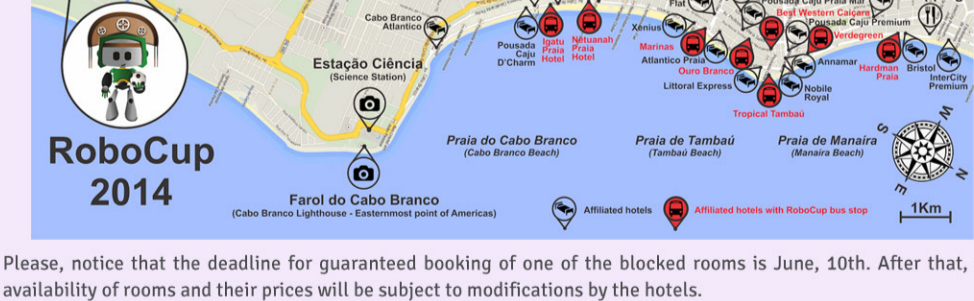 Flat
Pousada Caju Praia Mar
Best Western Caiçara
Pousada Caju Premium
Cabo Branco
Atlantico
Xênius
Verdegreen
Pousada
Caju
D'Charm
Igatu
Praia
Hotel
Nétuanah
Praia
Hotel
Marinas
Atlantico Praia
Ouro Branco
Annamar
Hardman
Praia
Bristol
InterCity
Premium
Estação Ciência
(Science Station)
Littoral Express
Nobile
Royal
Tropical Tambaú
RoboCup
2014
Praia do Cabo Branco
(Cabo Branco Beach)
Praia de Tambaú
(Tambaú Beach)
Praia de Manaíra
(Manaira Beach)
S
W
N
E
Farol do Cabo Branco
(Cabo Branco Lighthouse - Easternmost point of Americas)
Affiliated hotels
Affiliated hotels with RoboCup bus stop
1Km
Please, notice that the deadline for guaranteed booking of one of the blocked rooms is June, 10th. After that,
availability of rooms and their prices will be subject to modifications by the hotels.